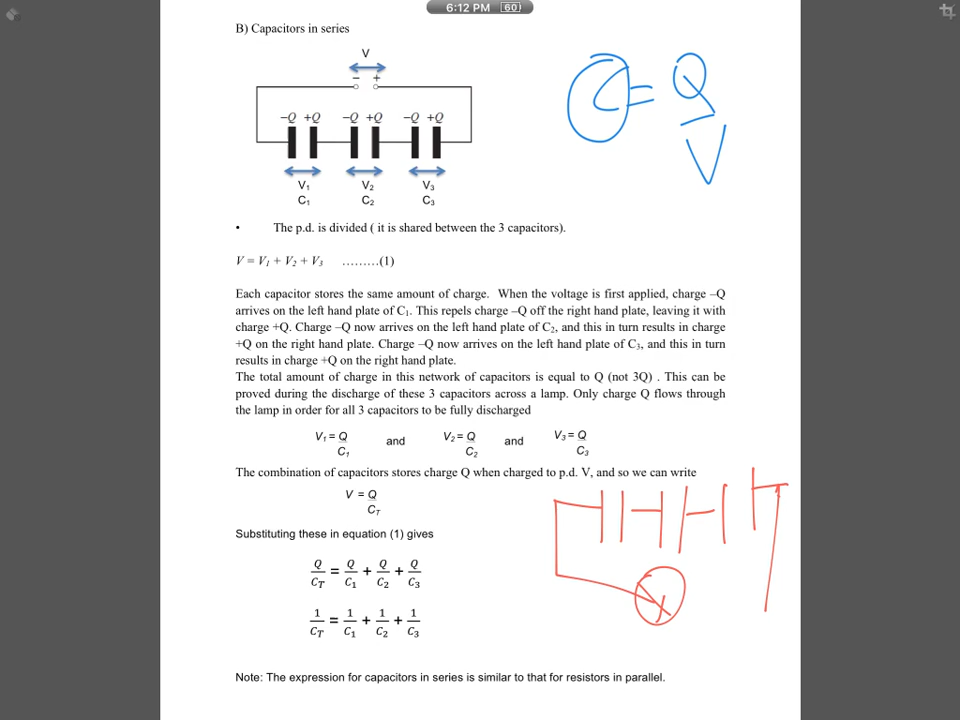 6:12 PM 60
B) Capacitors in series
V
− +
−Q +Q −Q +Q −Q +Q
V₁ V₂ V₃
C₁ C₂ C₃
C = Q
V
• The p.d. is divided ( it is shared between the 3 capacitors).
V = V₁ + V₂ + V₃ .........(1)
Each capacitor stores the same amount of charge. When the voltage is first applied, charge –Q
arrives on the left hand plate of C₁. This repels charge –Q off the right hand plate, leaving it with
charge +Q. Charge –Q now arrives on the left hand plate of C₂, and this in turn results in charge
+Q on the right hand plate. Charge –Q now arrives on the left hand plate of C₃, and this in turn
results in charge +Q on the right hand plate.
The total amount of charge in this network of capacitors is equal to Q (not 3Q) . This can be
proved during the discharge of these 3 capacitors across a lamp. Only charge Q flows through
the lamp in order for all 3 capacitors to be fully discharged
V₁ = Q and V₂ = Q and V₃ = Q
C₁ C₂ C₃
The combination of capacitors stores charge Q when charged to p.d. V, and so we can write
V = Q
C_T
Substituting these in equation (1) gives
Q/C_T = Q/C₁ + Q/C₂ + Q/C₃
1/C_T = 1/C₁ + 1/C₂ + 1/C₃
Note: The expression for capacitors in series is similar to that for resistors in parallel.